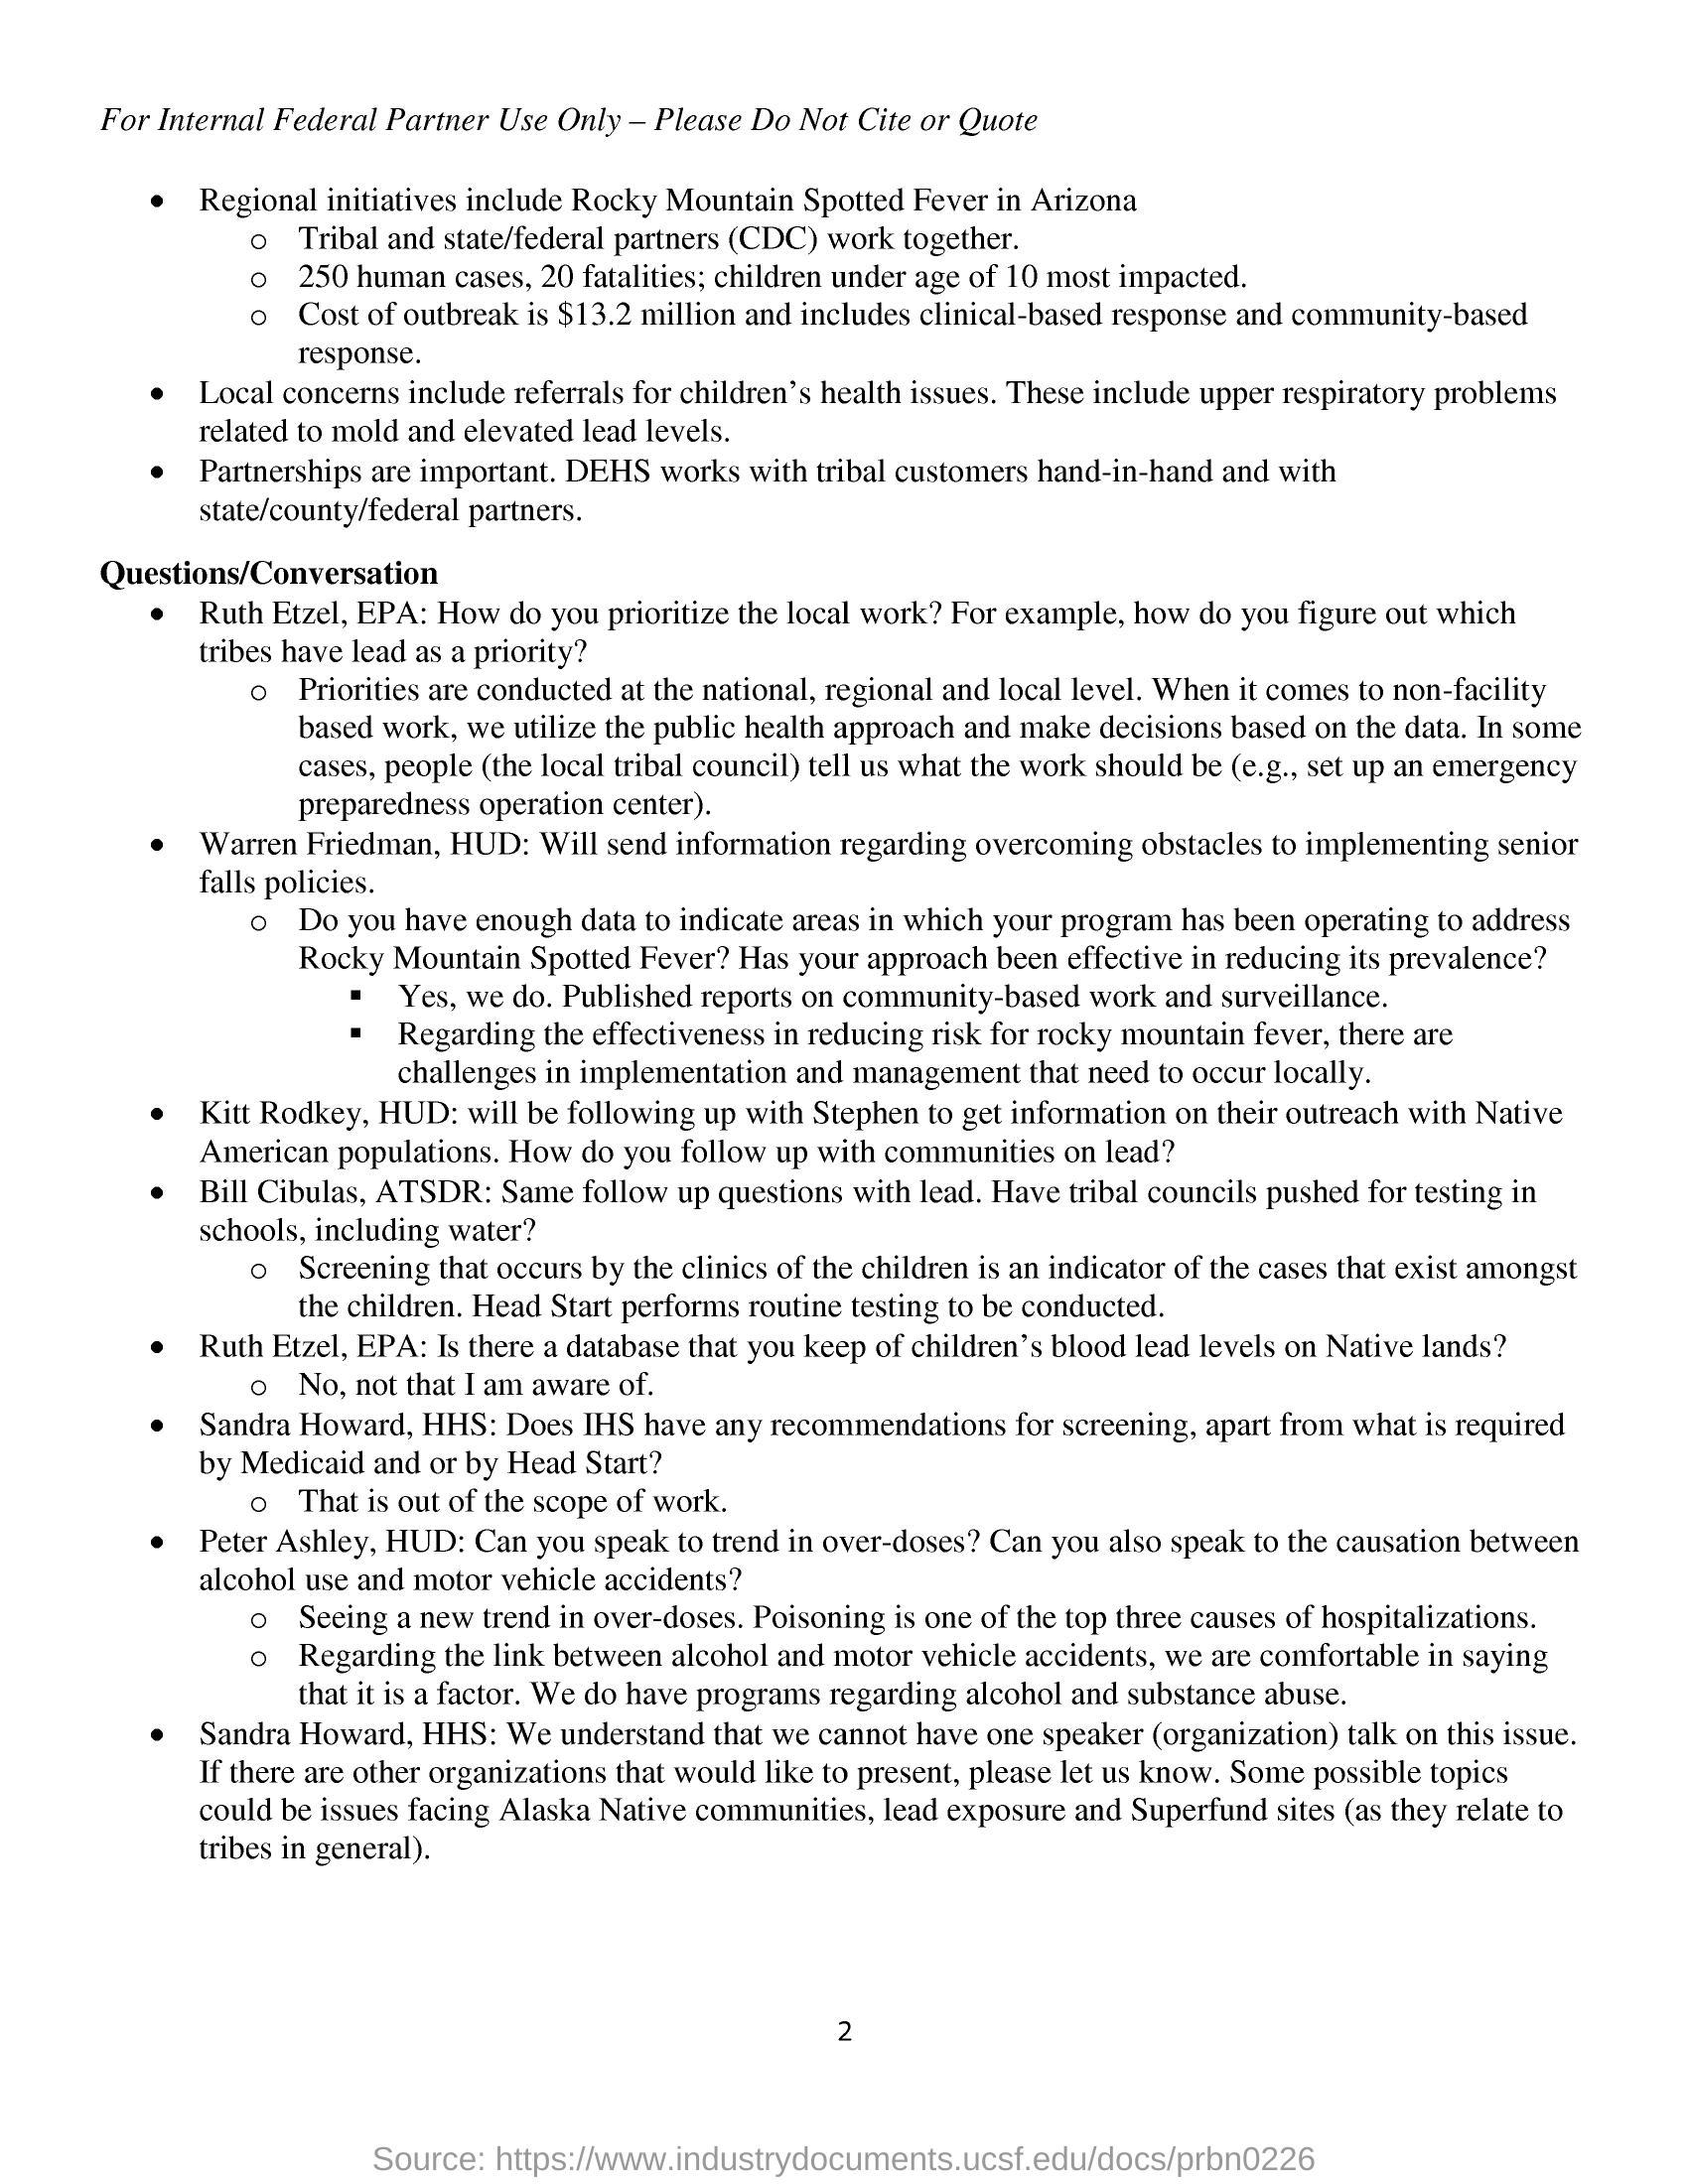 For Internal Federal Partner Use Only – Please Do Not Cite or Quote
• Regional initiatives include Rocky Mountain Spotted Fever in Arizona
o Tribal and state/federal partners (CDC) work together.
o 250 human cases, 20 fatalities; children under age of 10 most impacted.
o Cost of outbreak is $13.2 million and includes clinical-based response and community-based
response.
• Local concerns include referrals for children’s health issues. These include upper respiratory problems
related to mold and elevated lead levels.
• Partnerships are important. DEHS works with tribal customers hand-in-hand and with
state/county/federal partners.
Questions/Conversation
• Ruth Etzel, EPA: How do you prioritize the local work? For example, how do you figure out which
tribes have lead as a priority?
o Priorities are conducted at the national, regional and local level. When it comes to non-facility
based work, we utilize the public health approach and make decisions based on the data. In some
cases, people (the local tribal council) tell us what the work should be (e.g., set up an emergency
preparedness operation center).
• Warren Friedman, HUD: Will send information regarding overcoming obstacles to implementing senior
falls policies.
o Do you have enough data to indicate areas in which your program has been operating to address
Rocky Mountain Spotted Fever? Has your approach been effective in reducing its prevalence?
▪ Yes, we do. Published reports on community-based work and surveillance.
▪ Regarding the effectiveness in reducing risk for rocky mountain fever, there are
challenges in implementation and management that need to occur locally.
• Kitt Rodkey, HUD: will be following up with Stephen to get information on their outreach with Native
American populations. How do you follow up with communities on lead?
• Bill Cibulas, ATSDR: Same follow up questions with lead. Have tribal councils pushed for testing in
schools, including water?
o Screening that occurs by the clinics of the children is an indicator of the cases that exist amongst
the children. Head Start performs routine testing to be conducted.
• Ruth Etzel, EPA: Is there a database that you keep of children’s blood lead levels on Native lands?
o No, not that I am aware of.
• Sandra Howard, HHS: Does IHS have any recommendations for screening, apart from what is required
by Medicaid and or by Head Start?
o That is out of the scope of work.
• Peter Ashley, HUD: Can you speak to trend in over-doses? Can you also speak to the causation between
alcohol use and motor vehicle accidents?
o Seeing a new trend in over-doses. Poisoning is one of the top three causes of hospitalizations.
o Regarding the link between alcohol and motor vehicle accidents, we are comfortable in saying
that it is a factor. We do have programs regarding alcohol and substance abuse.
• Sandra Howard, HHS: We understand that we cannot have one speaker (organization) talk on this issue.
If there are other organizations that would like to present, please let us know. Some possible topics
could be issues facing Alaska Native communities, lead exposure and Superfund sites (as they relate to
tribes in general).
2
Source: https://www.industrydocuments.ucsf.edu/docs/prbn0226